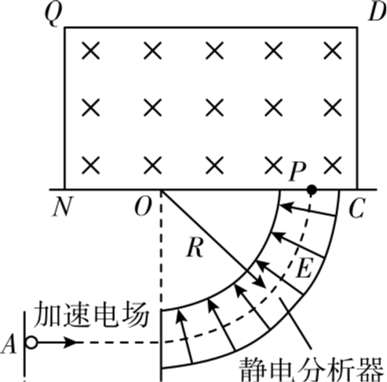 Q D
× × × × ×
× × × × ×
× × × × ×
P
N O C
R E
加速电场
A
静电分析器